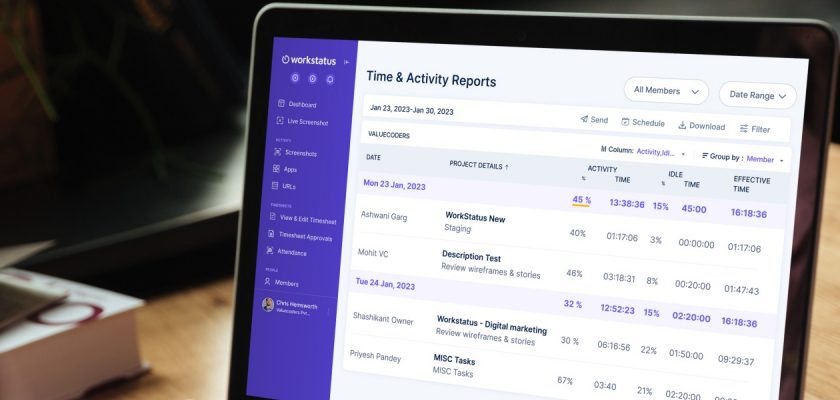 workstatus
Dashboard
Live Screenshot
ACTIVITY
Screenshots
Apps
URLs
TIMESHEETS
View & Edit Timesheet
Timesheet Approvals
Attendance
PEOPLE
Members
Chris Hemsworth
Valuecoders Pvt...
Time & Activity Reports
All Members
Date Range
Jan 23, 2023-Jan 30, 2023
Send Schedule Download Filter
VALUECODERS
Column: Activity,Idl... Group by : Member
DATE PROJECT DETAILS ↑ ACTIVITY IDLE EFFECTIVE
% TIME % TIME TIME
Mon 23 Jan, 2023 45 % 13:38:36 15% 45:00 16:18:36
Ashwani Garg WorkStatus New 40% 01:17:06 3% 00:00:00 01:17:06
Staging
Mohit VC Description Test 46% 03:18:31 8% 00:20:00 01:47:43
Review wireframes & stories
Tue 24 Jan, 2023 32 % 12:52:23 15% 02:20:00 16:18:36
Shashikant Owner Workstatus - Digital marketing 30 % 06:16:56 22% 01:50:00 09:29:37
Review wireframes & stories
Priyesh Pandey MISC Tasks 67% 03:40 21% 02:20:00
MISC Tasks